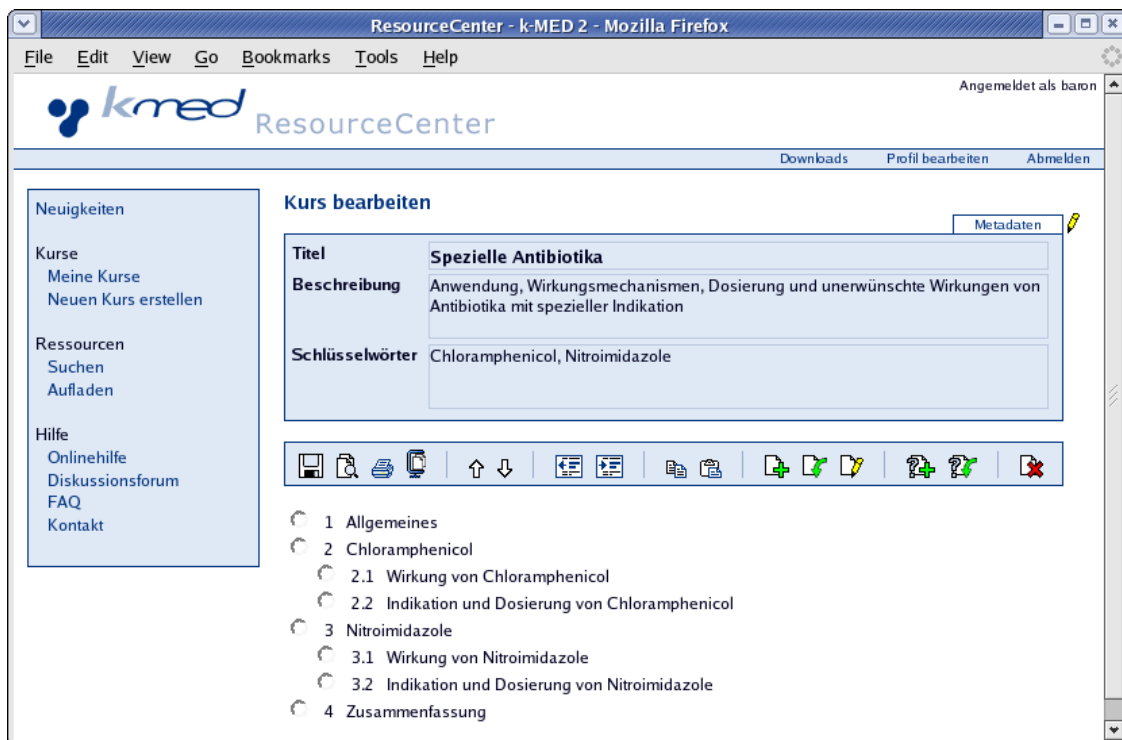 ResourceCenter - k-MED 2 - Mozilla Firefox
File Edit View Go Bookmarks Tools Help
Angemeldet als baron
kmed ResourceCenter
Downloads Profil bearbeiten Abmelden
Neuigkeiten
Kurse
Meine Kurse
Neuen Kurs erstellen
Ressourcen
Suchen
Aufladen
Hilfe
Onlinehilfe
Diskussionsforum
FAQ
Kontakt
Kurs bearbeiten
Metadaten
Titel Spezielle Antibiotika
Beschreibung Anwendung, Wirkungsmechanismen, Dosierung und unerwünschte Wirkungen von
Antibiotika mit spezieller Indikation
Schlüsselwörter Chloramphenicol, Nitroimidazole
1 Allgemeines
2 Chloramphenicol
2.1 Wirkung von Chloramphenicol
2.2 Indikation und Dosierung von Chloramphenicol
3 Nitroimidazole
3.1 Wirkung von Nitroimidazole
3.2 Indikation und Dosierung von Nitroimidazole
4 Zusammenfassung